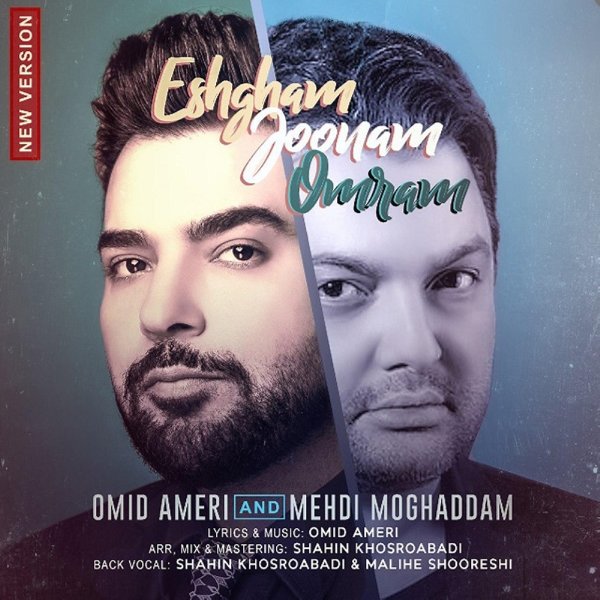 NEW VERSION
Eshgham
Joonam
Omram
OMID AMERI AND MEHDI MOGHADDAM
LYRICS & MUSIC: OMID AMERI
ARR, MIX & MASTERING: SHAHIN KHOSROABADI
BACK VOCAL: SHAHIN KHOSROABADI & MALIHE SHOORESHI